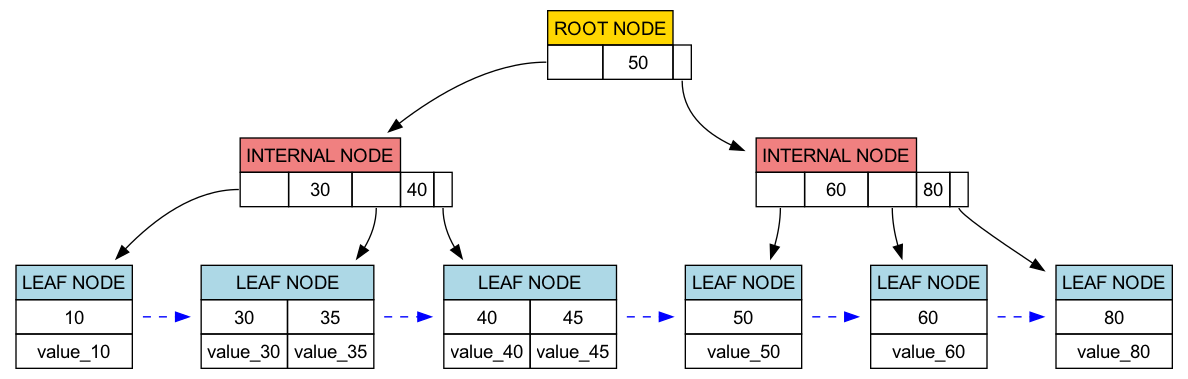 ROOT NODE
50
INTERNAL NODE INTERNAL NODE
30 40 60 80
LEAF NODE LEAF NODE LEAF NODE LEAF NODE LEAF NODE LEAF NODE
10 30 35 40 45 50 60 80
value_10 value_30 value_35 value_40 value_45 value_50 value_60 value_80